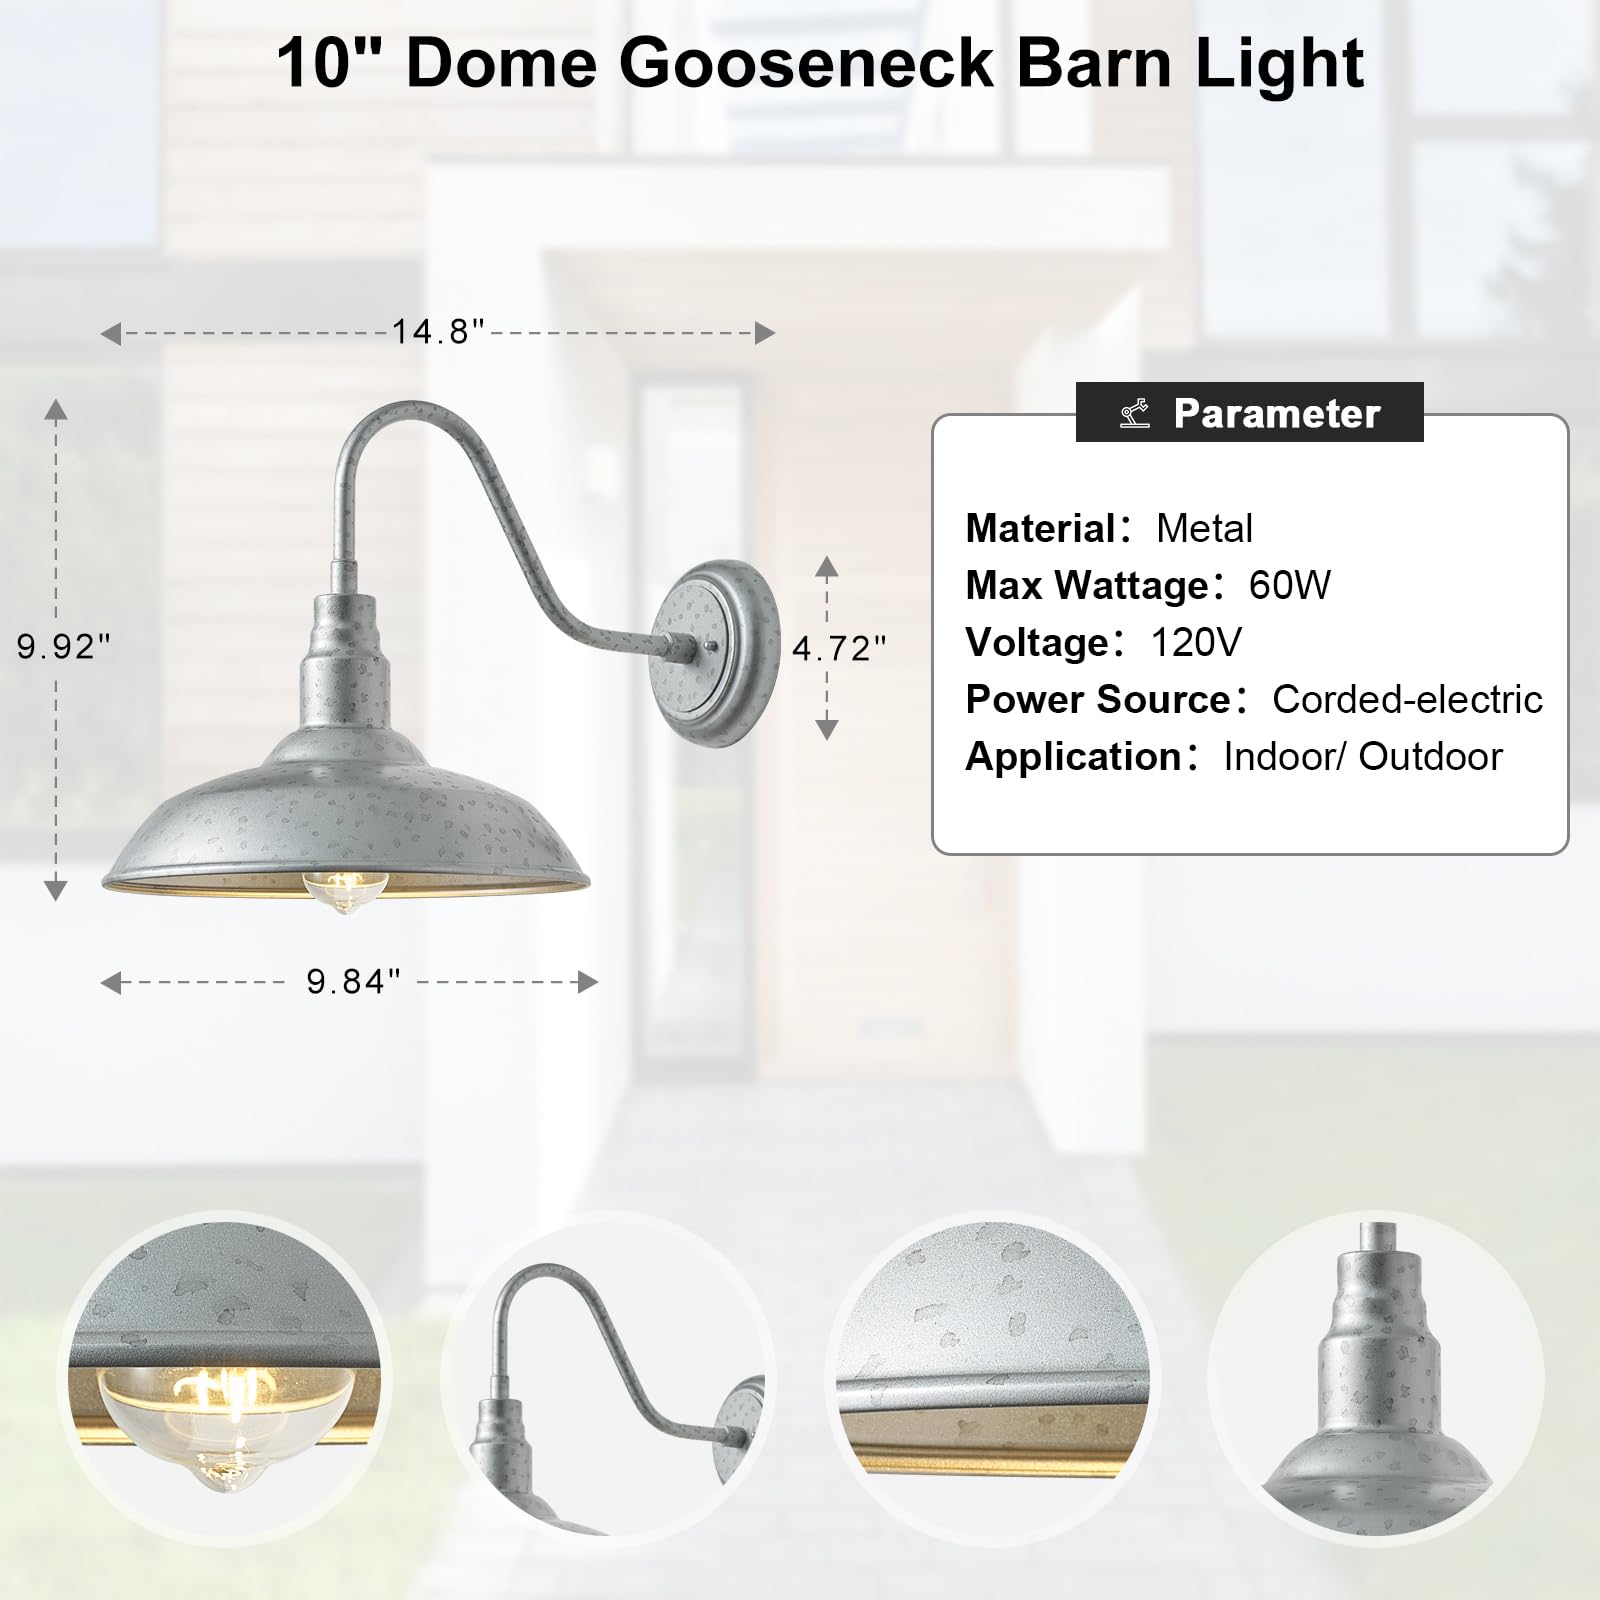 10" Dome Gooseneck Barn Light
14.8"
9.92"
4.72"
9.84"
Parameter
Material： Metal
Max Wattage： 60W
Voltage： 120V
Power Source： Corded-electric
Application： Indoor/ Outdoor